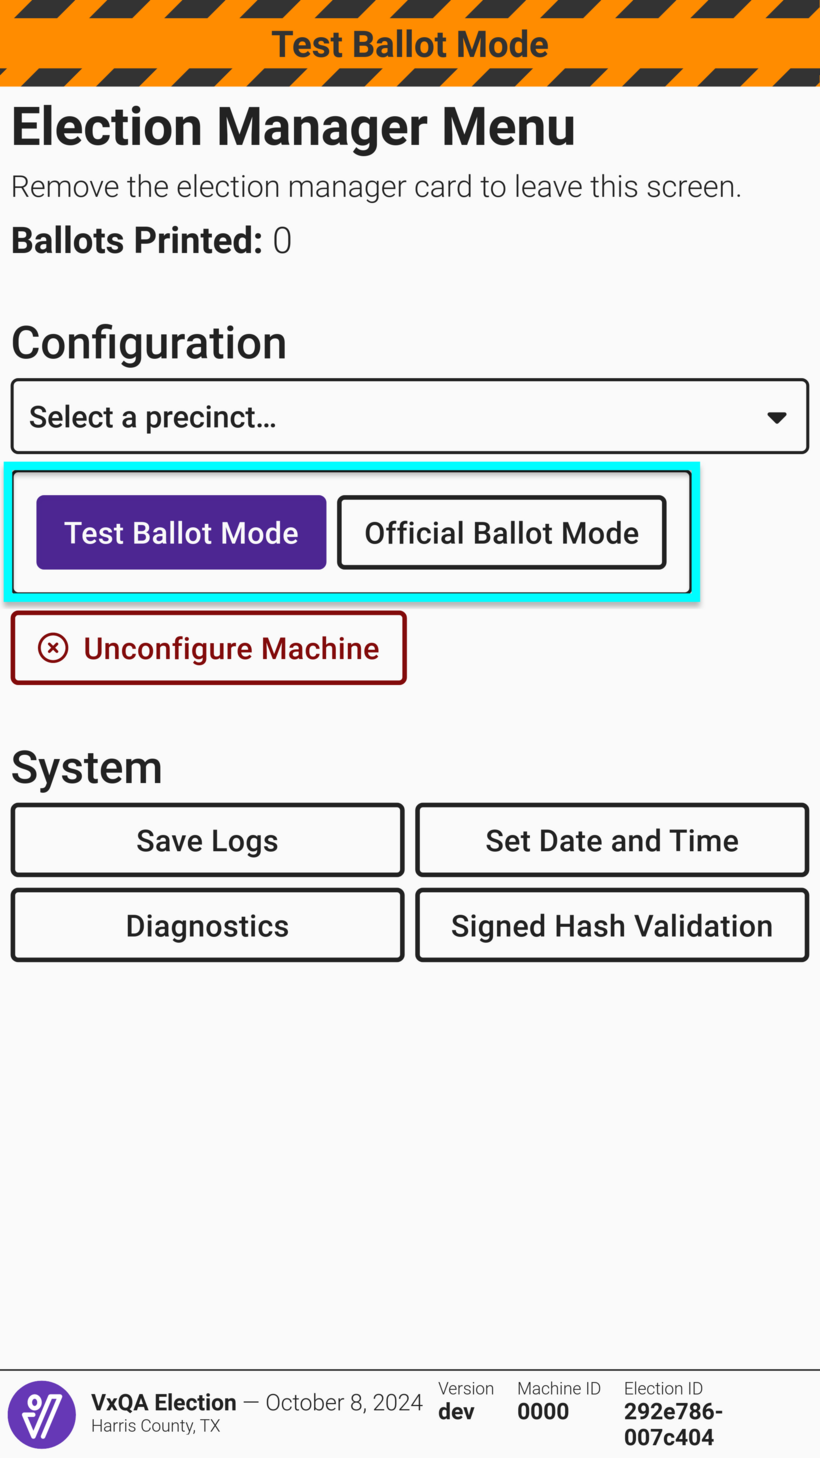 Test Ballot Mode
Election Manager Menu
Remove the election manager card to leave this screen.
Ballots Printed: 0
Configuration
Select a precinct...
Test Ballot Mode
Official Ballot Mode
Unconfigure Machine
System
Save Logs
Set Date and Time
Diagnostics
Signed Hash Validation
VxQA Election — October 8, 2024
Harris County, TX
Version
dev
Machine ID
0000
Election ID
292e786-
007c404